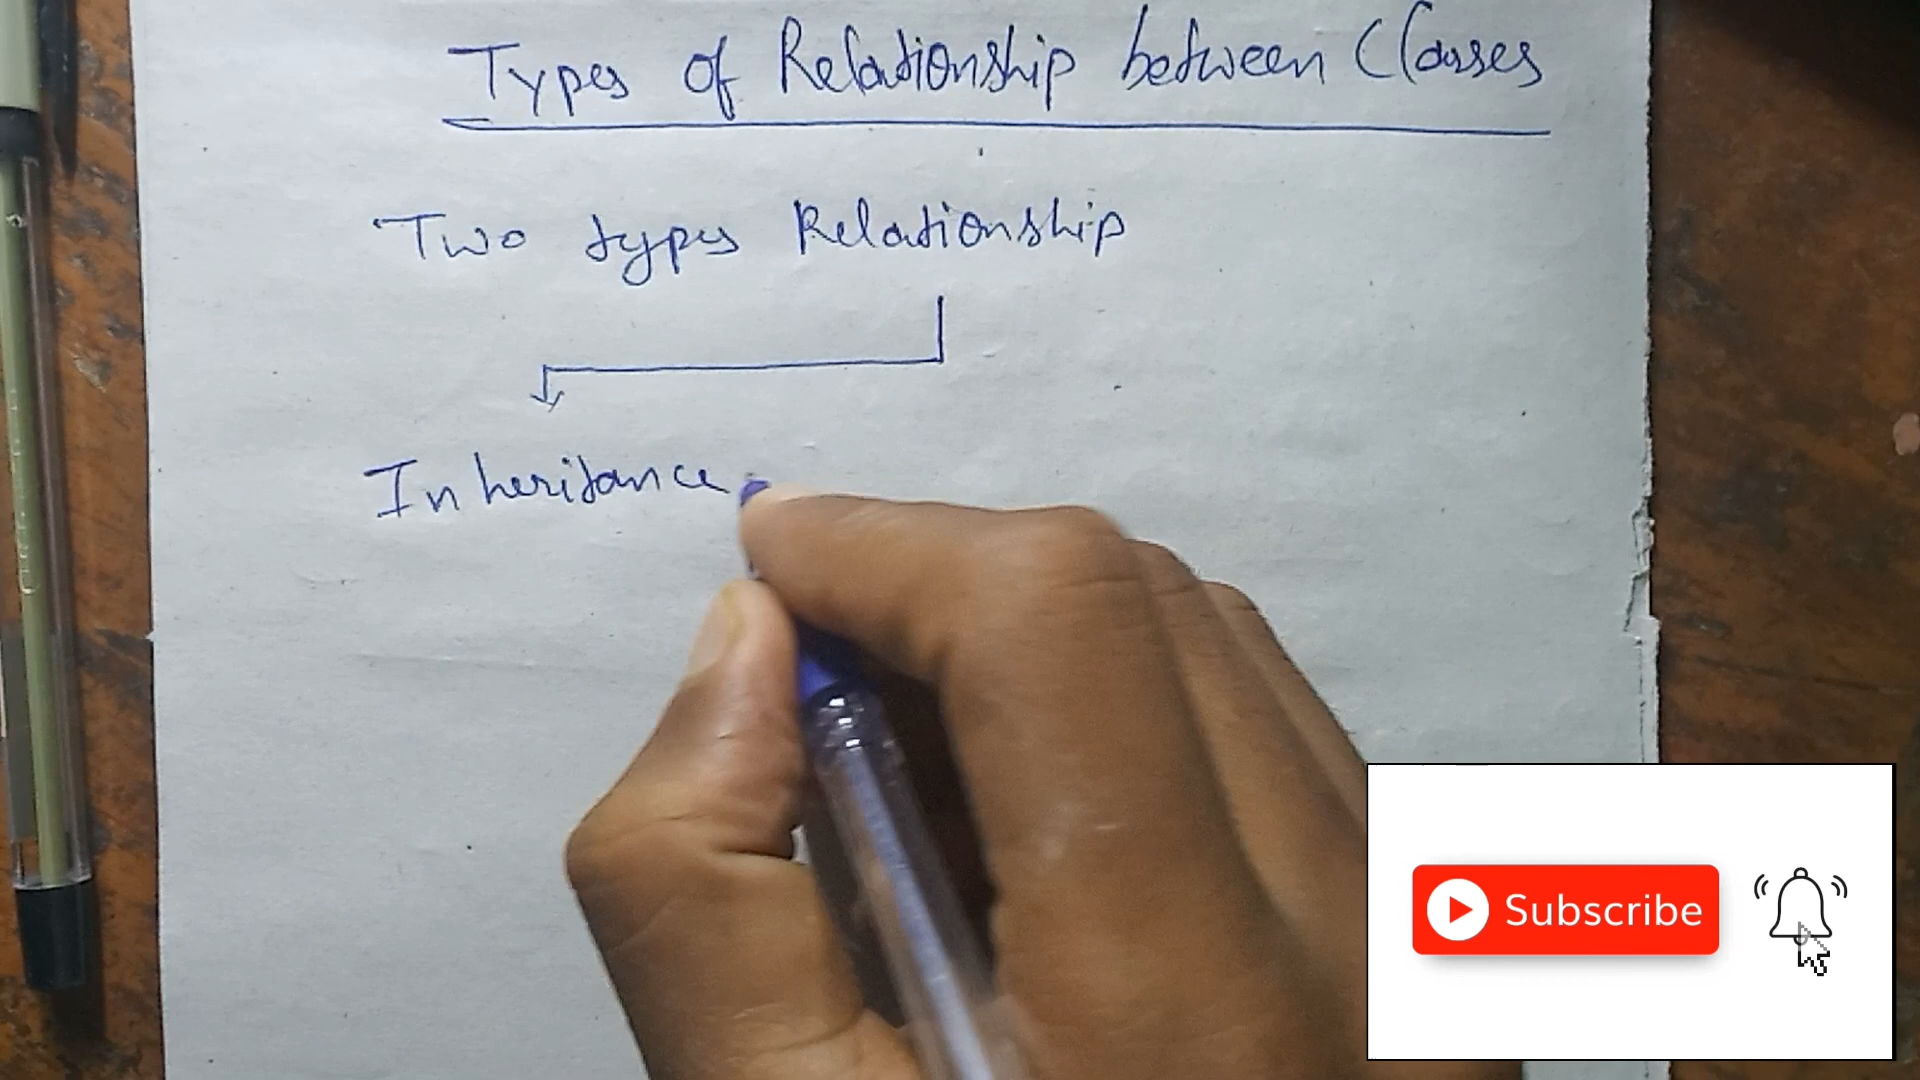 Types of Relationship between Classes
Two types Relationship
Inheritance
Subscribe